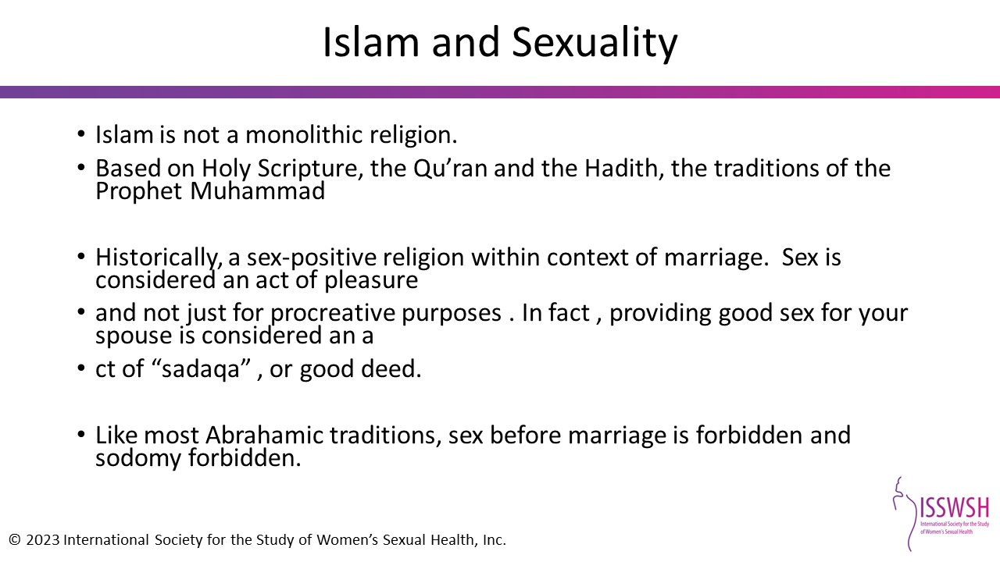 Islam and Sexuality
• Islam is not a monolithic religion.
• Based on Holy Scripture, the Qu’ran and the Hadith, the traditions of the
Prophet Muhammad
• Historically, a sex-positive religion within context of marriage.  Sex is
considered an act of pleasure
• and not just for procreative purposes . In fact , providing good sex for your
spouse is considered an a
• ct of “sadaqa” , or good deed.
• Like most Abrahamic traditions, sex before marriage is forbidden and
sodomy forbidden.
ISSWSH
International Society for the Study
of Women's Sexual Health
© 2023 International Society for the Study of Women’s Sexual Health, Inc.